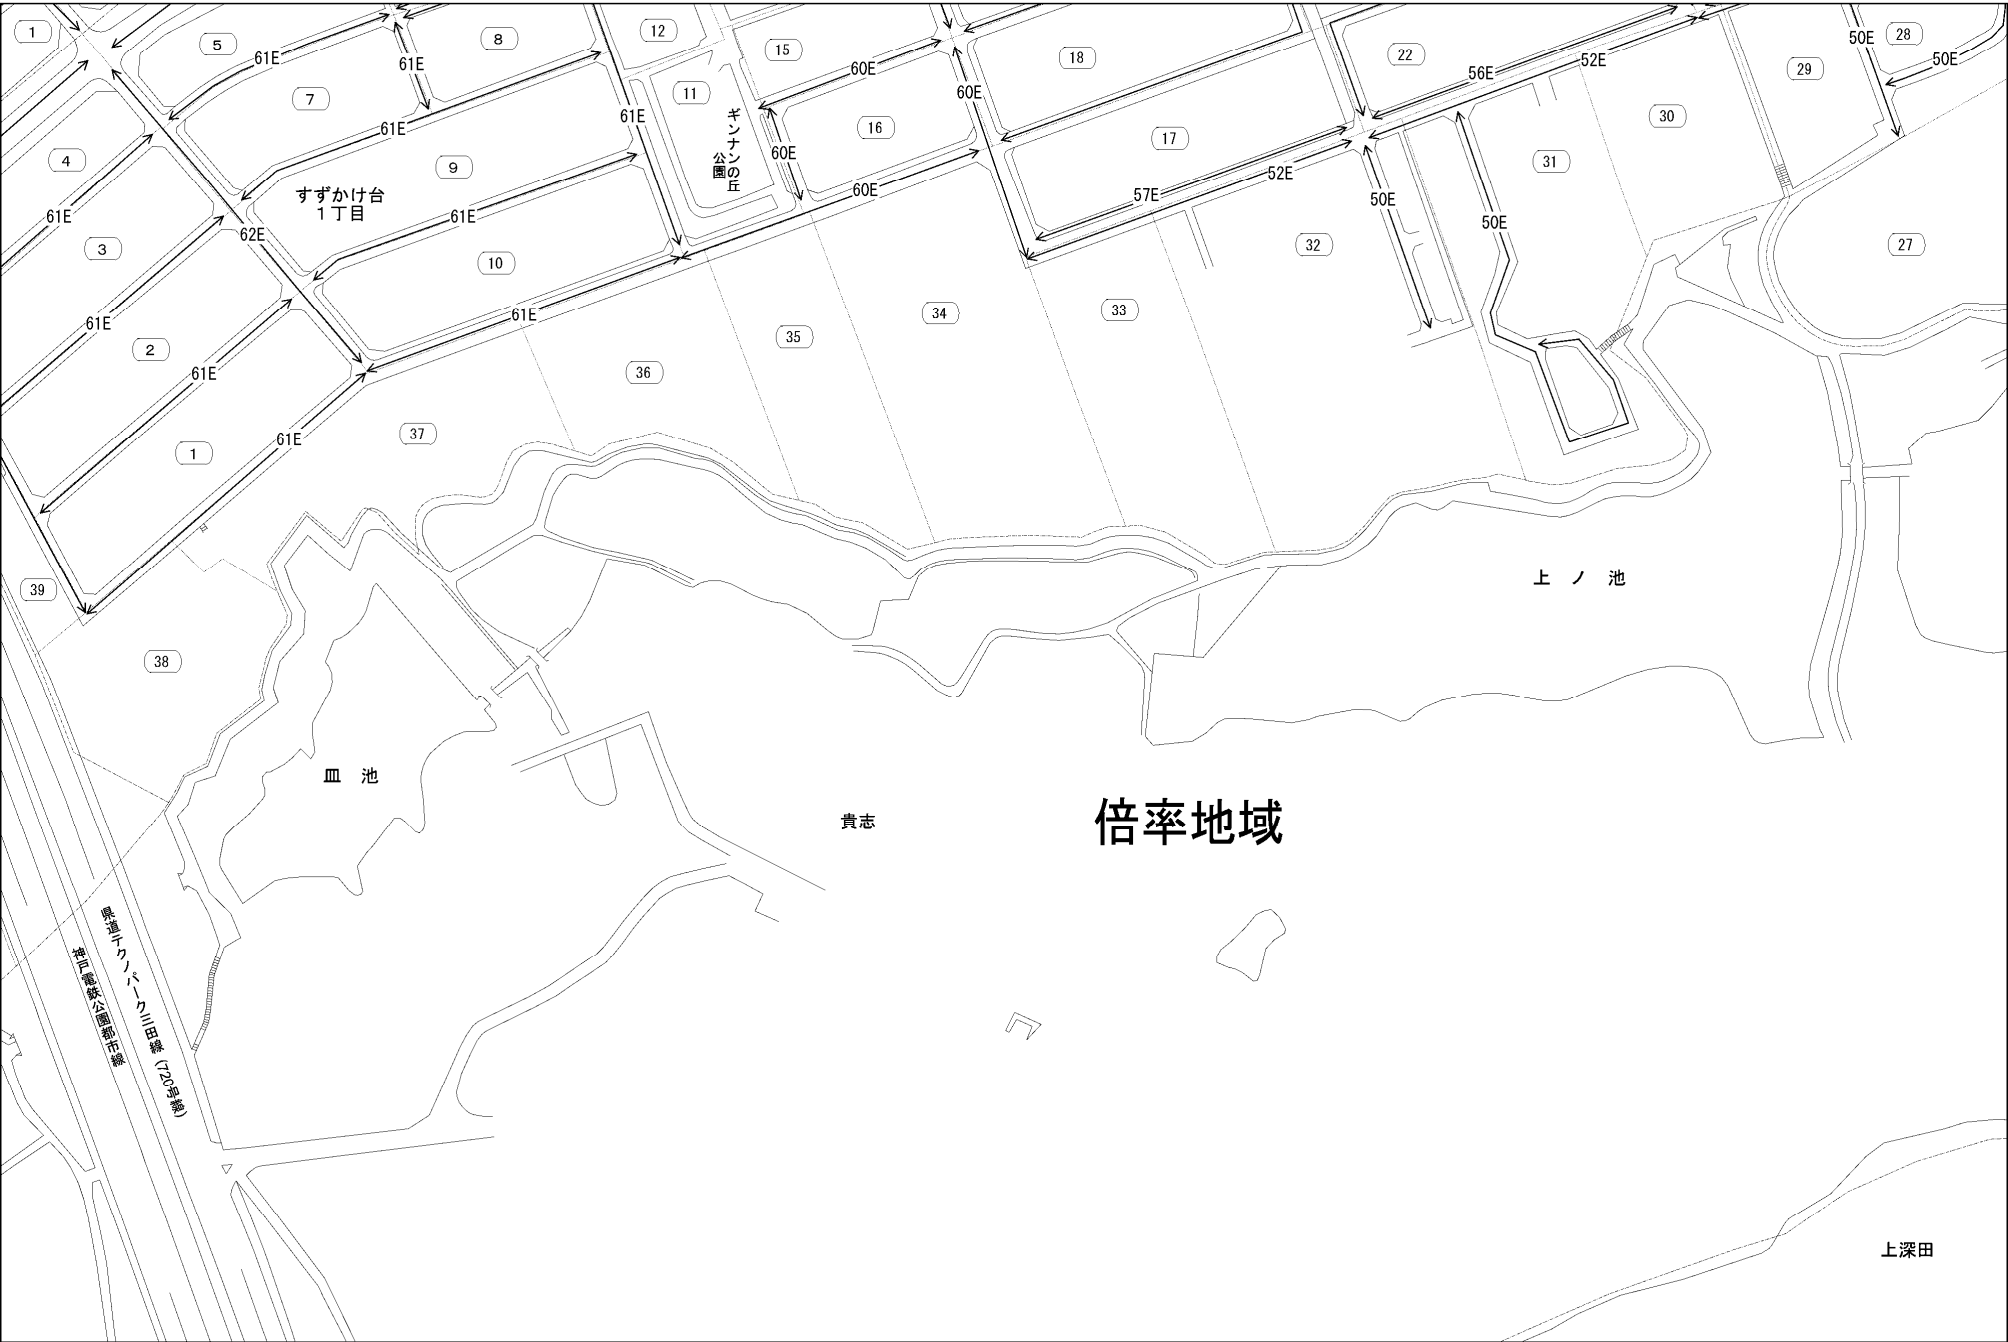 1
5
8
12
15
18
22
28
29
61E
61E
60E
60E
56E
52E
50E
50E
7
11
61E
61E
ギンナンの丘
公園
16
17
30
4
9
61E
すずかけ台
1丁目
60E
60E
57E
52E
50E
50E
31
61E
3
62E
10
32
27
61E
61E
34
33
35
2
61E
36
1
61E
37
39
38
上ノ池
皿池
貴志
倍率地域
県道テクノパーク三田線(720号線)
神戸電鉄公園都市線
上深田